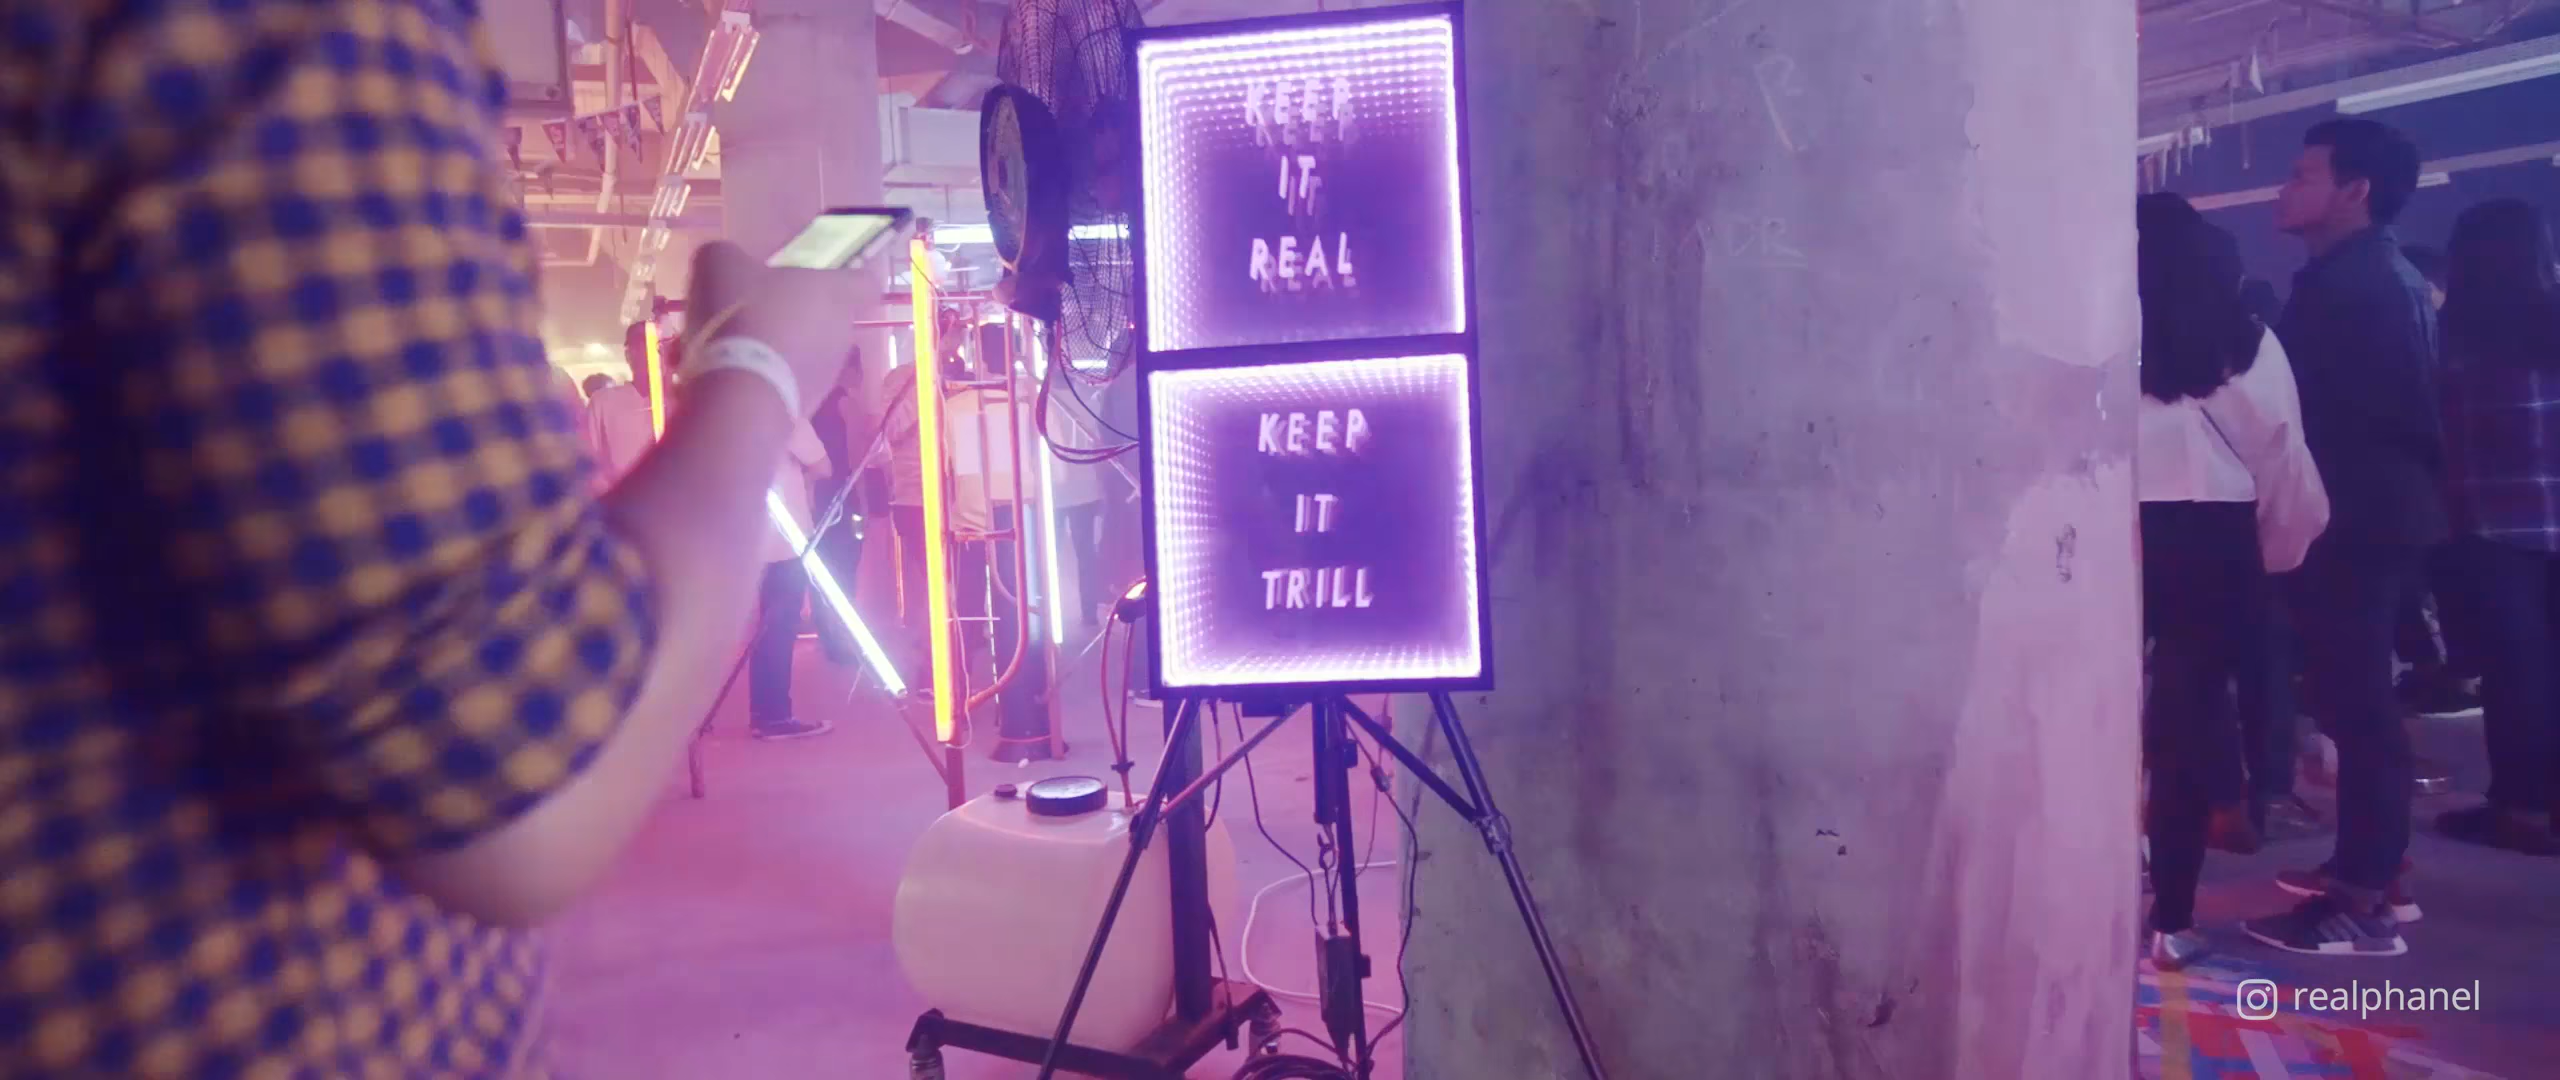 KEEP
IT
REAL
KEEP
IT
TRILL
realphanel